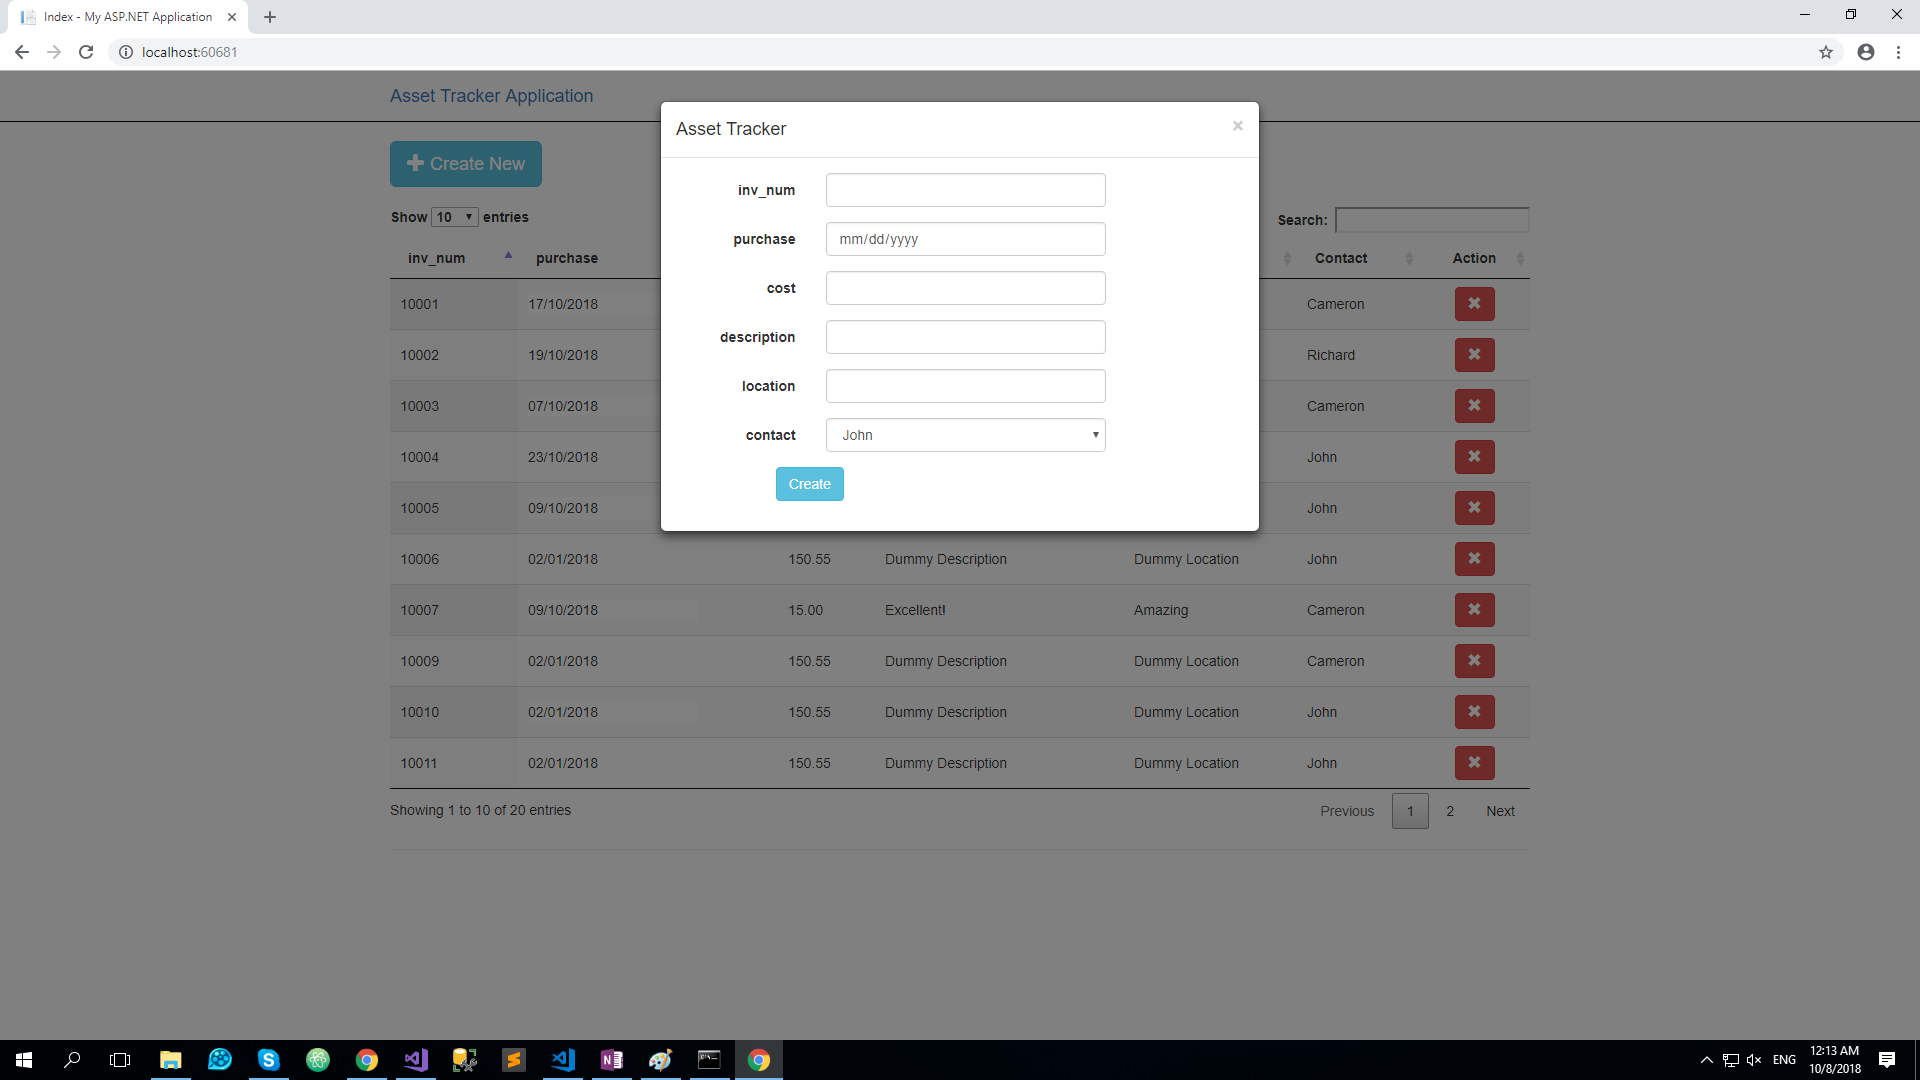 Index - My ASP.NET Application
localhost:60681
Asset Tracker Application
Asset Tracker
×
Create New
inv_num
purchase
mm/dd/yyyy
cost
description
location
contact
John
Create
Show 10 entries
Search:
inv_num purchase Contact Action
10001 17/10/2018 Cameron
10002 19/10/2018 Richard
10003 07/10/2018 Cameron
10004 23/10/2018 John
10005 09/10/2018 John
10006 02/01/2018 150.55 Dummy Description Dummy Location John
10007 09/10/2018 15.00 Excellent! Amazing Cameron
10009 02/01/2018 150.55 Dummy Description Dummy Location Cameron
10010 02/01/2018 150.55 Dummy Description Dummy Location John
10011 02/01/2018 150.55 Dummy Description Dummy Location John
Showing 1 to 10 of 20 entries
Previous 1 2 Next
ENG
12:13 AM
10/8/2018